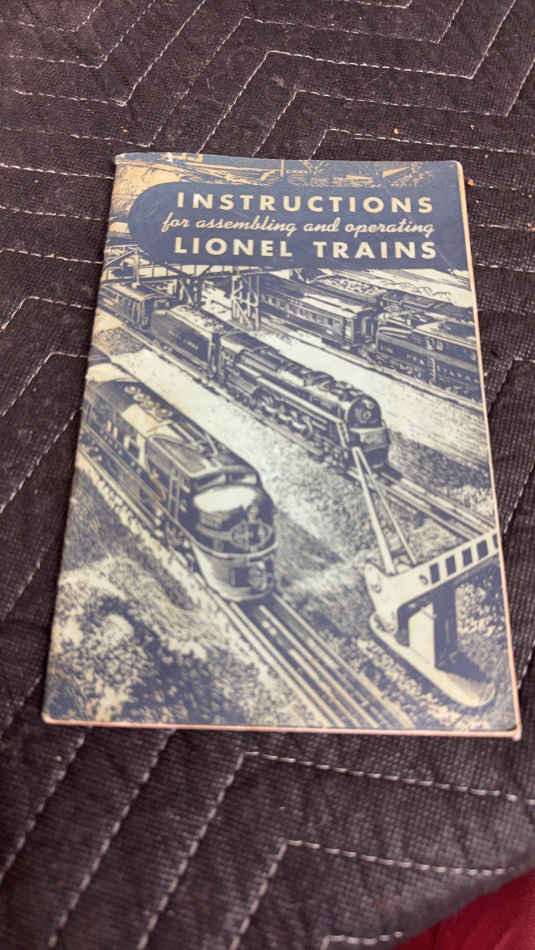 INSTRUCTIONS
for assembling and operating
LIONEL TRAINS